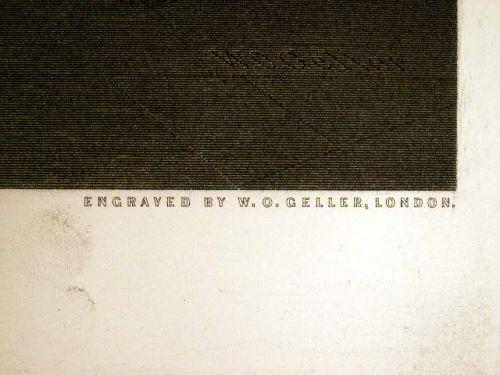 ENGRAVED BY W. O. GELLER, LONDON.